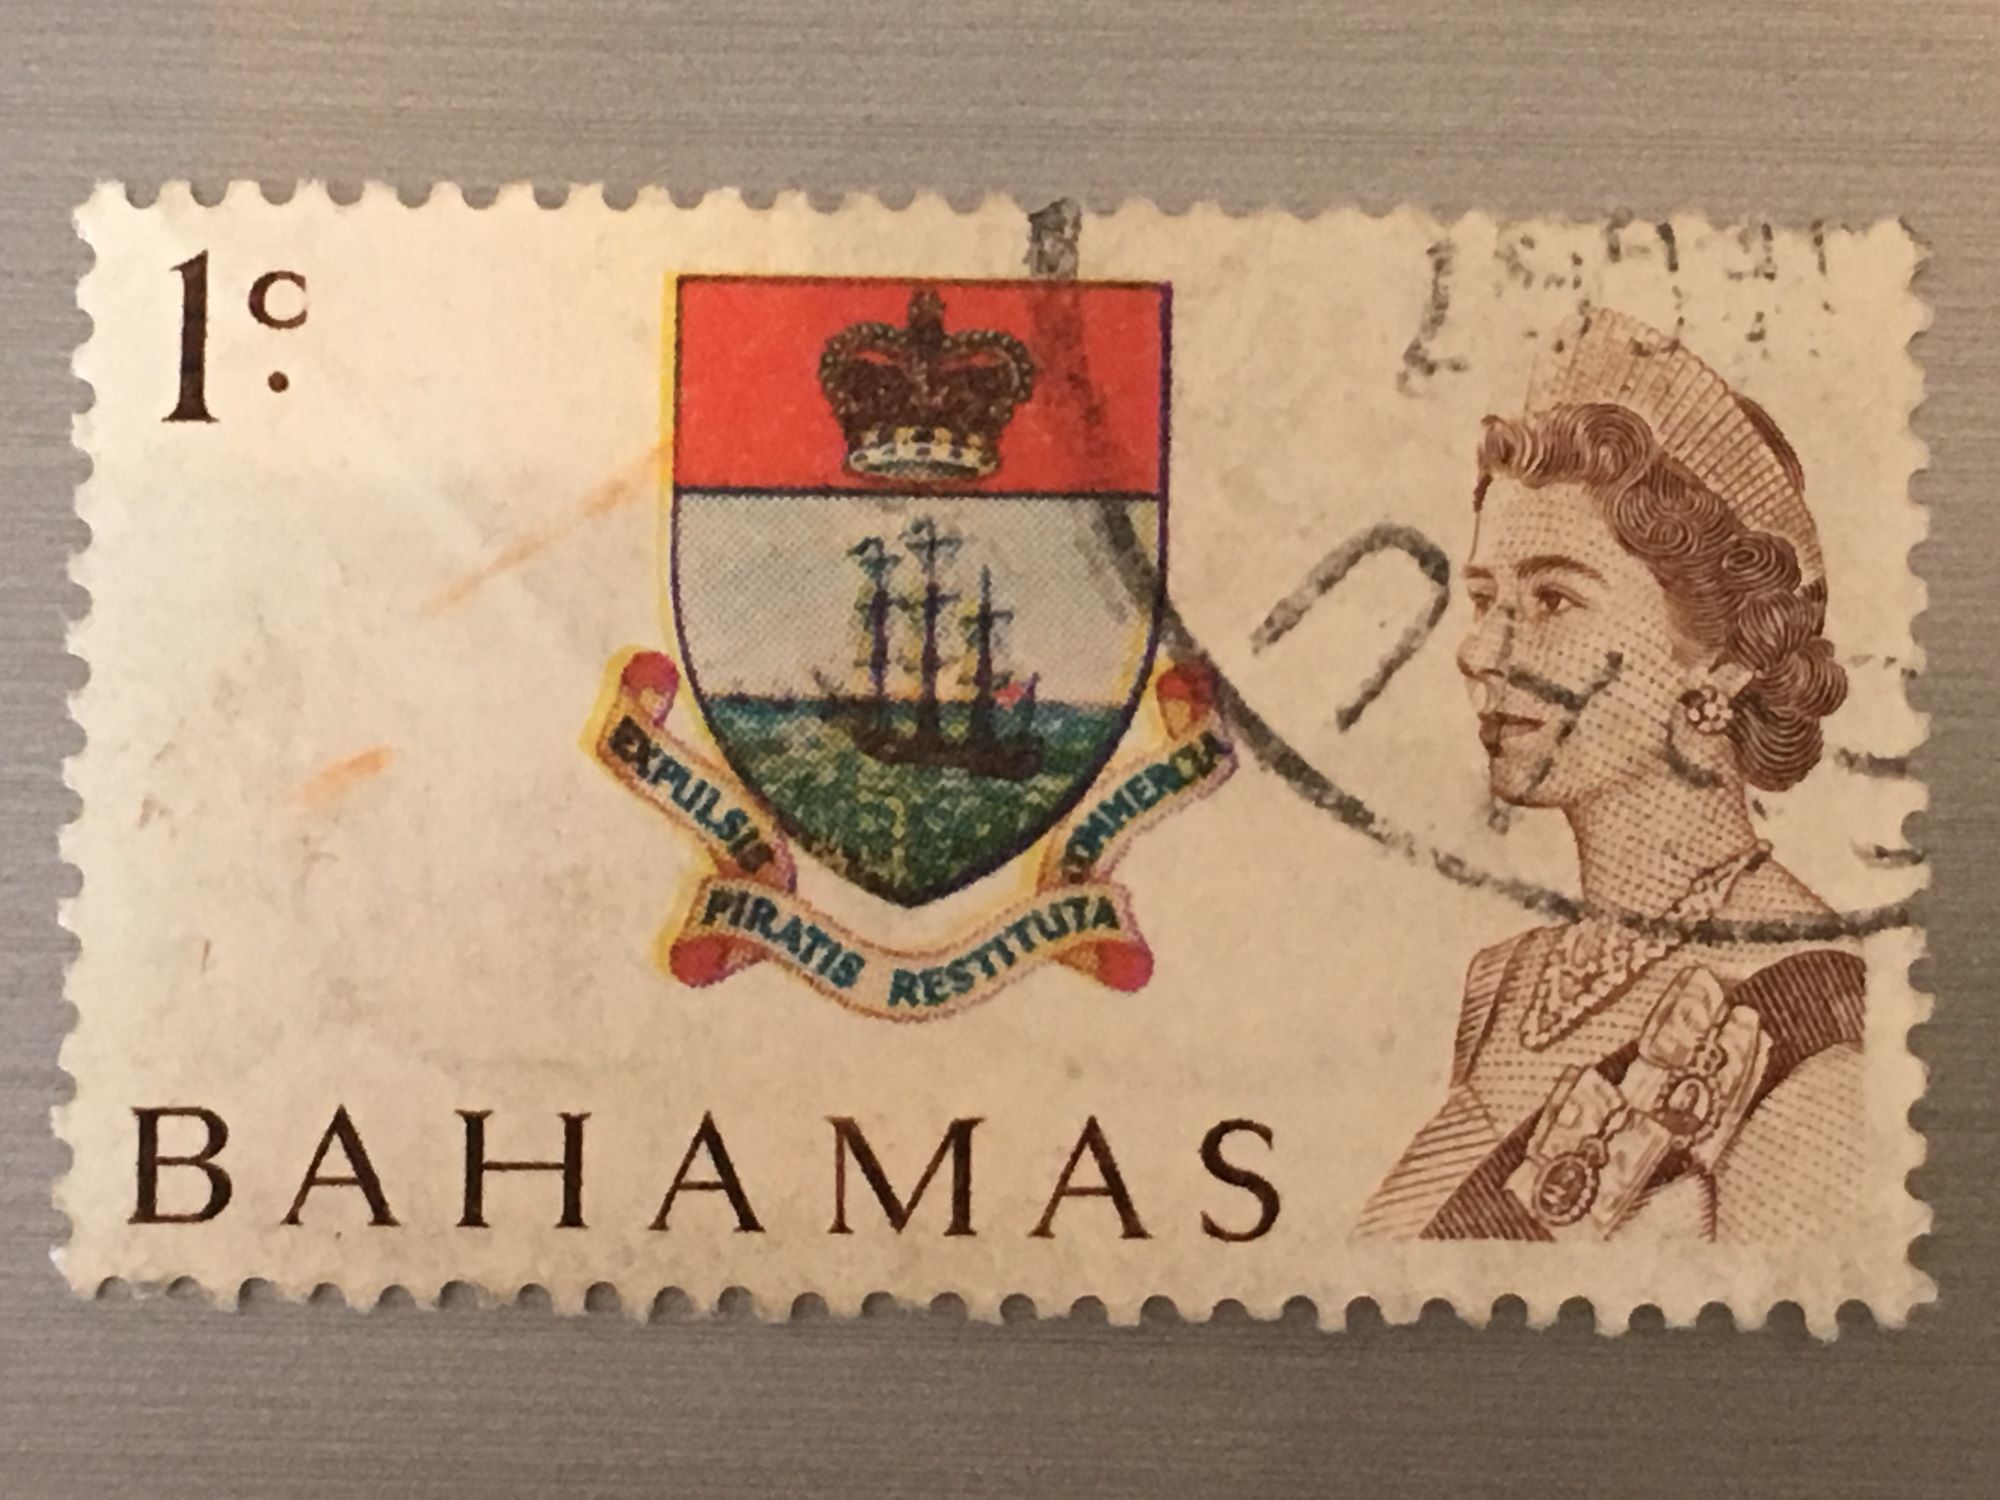 1c.
EXPULSIS
PIRATIS RESTITUTA
COMMERCIA
BAHAMAS